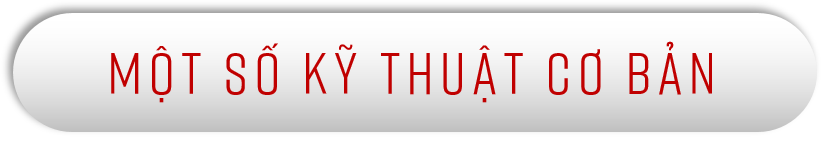 MỘT SỐ KỸ THUẬT CƠ BẢN